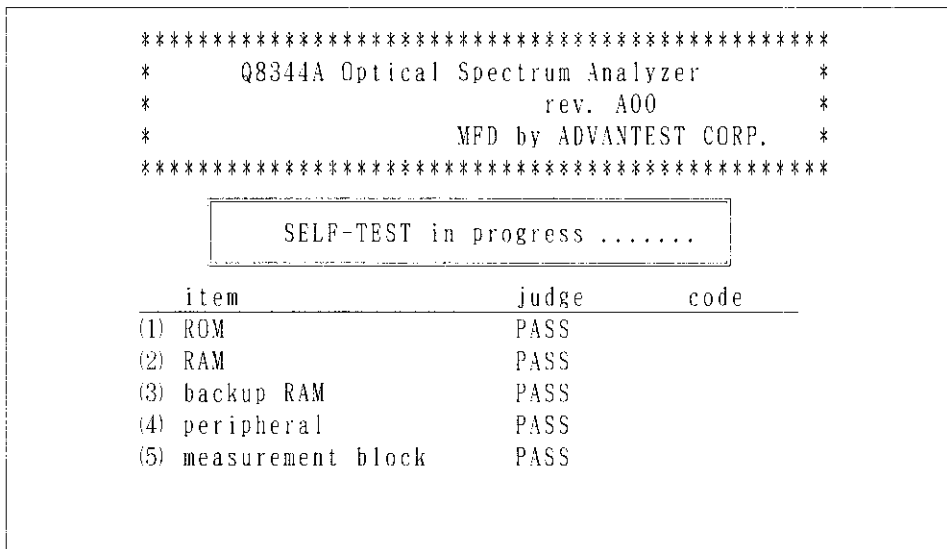 ************************************************
* Q8344A Optical Spectrum Analyzer *
* rev. A00 *
* MFD by ADVANTEST CORP. *
************************************************
SELF-TEST in progress .......
item judge code
(1) ROM PASS
(2) RAM PASS
(3) backup RAM PASS
(4) peripheral PASS
(5) measurement block PASS